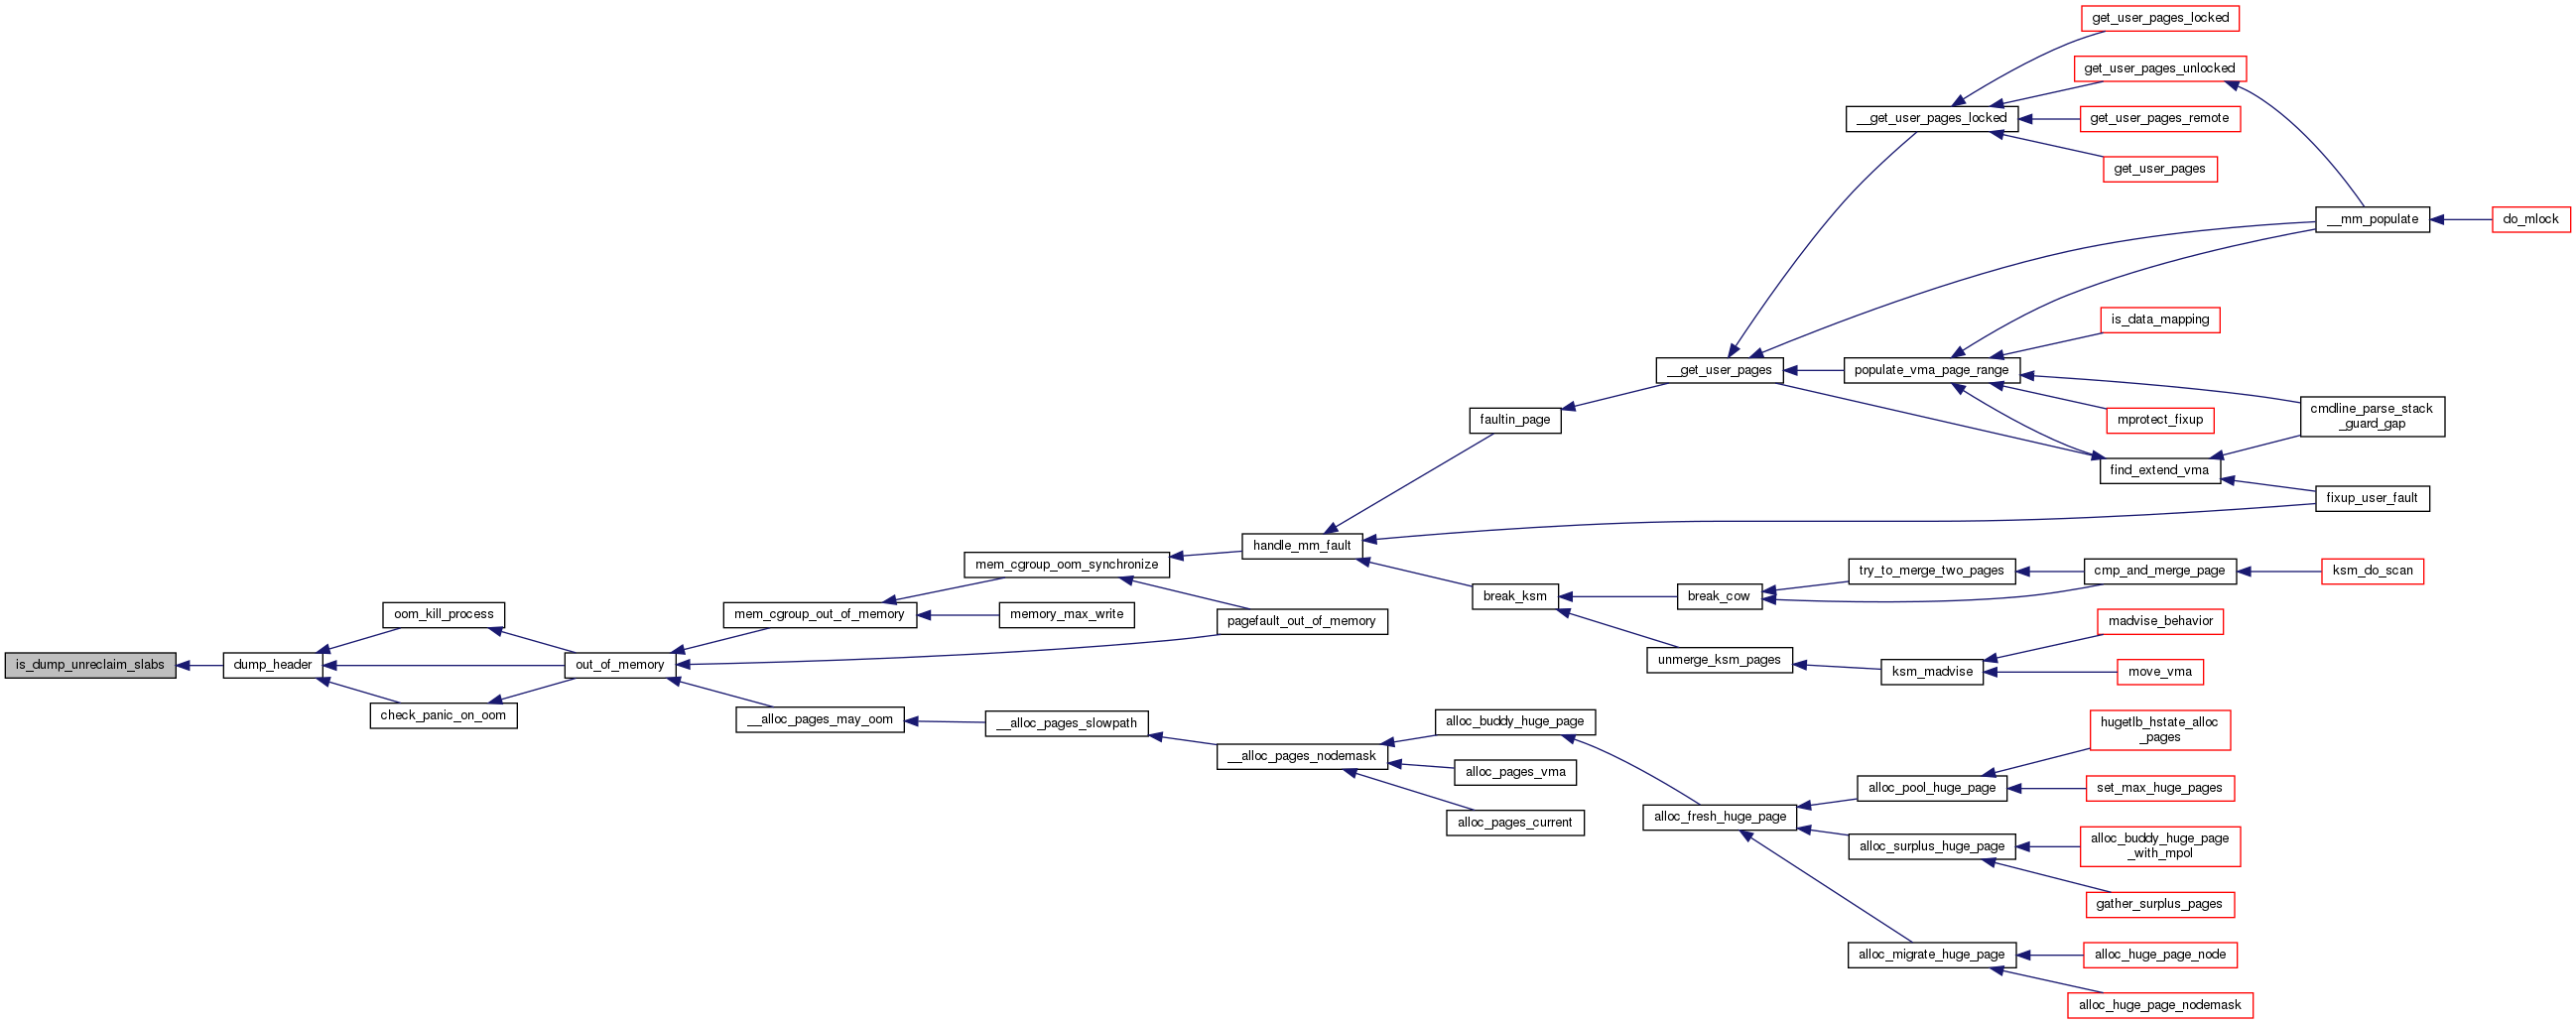 get_user_pages_locked
get_user_pages_unlocked
__get_user_pages_locked
get_user_pages_remote
get_user_pages
__mm_populate
do_mlock
is_data_mapping
__get_user_pages
populate_vma_page_range
cmdline_parse_stack
_guard_gap
faultin_page
mprotect_fixup
find_extend_vma
fixup_user_fault
handle_mm_fault
mem_cgroup_oom_synchronize
try_to_merge_two_pages
cmp_and_merge_page
ksm_do_scan
break_ksm
break_cow
oom_kill_process
mem_cgroup_out_of_memory
memory_max_write
pagefault_out_of_memory
madvise_behavior
is_dump_unreclaim_slabs
dump_header
out_of_memory
unmerge_ksm_pages
ksm_madvise
move_vma
check_panic_on_oom
__alloc_pages_may_oom
__alloc_pages_slowpath
alloc_buddy_huge_page
hugetlb_hstate_alloc
_pages
__alloc_pages_nodemask
alloc_pages_vma
alloc_pool_huge_page
set_max_huge_pages
alloc_pages_current
alloc_fresh_huge_page
alloc_surplus_huge_page
alloc_buddy_huge_page
_with_mpol
gather_surplus_pages
alloc_migrate_huge_page
alloc_huge_page_node
alloc_huge_page_nodemask